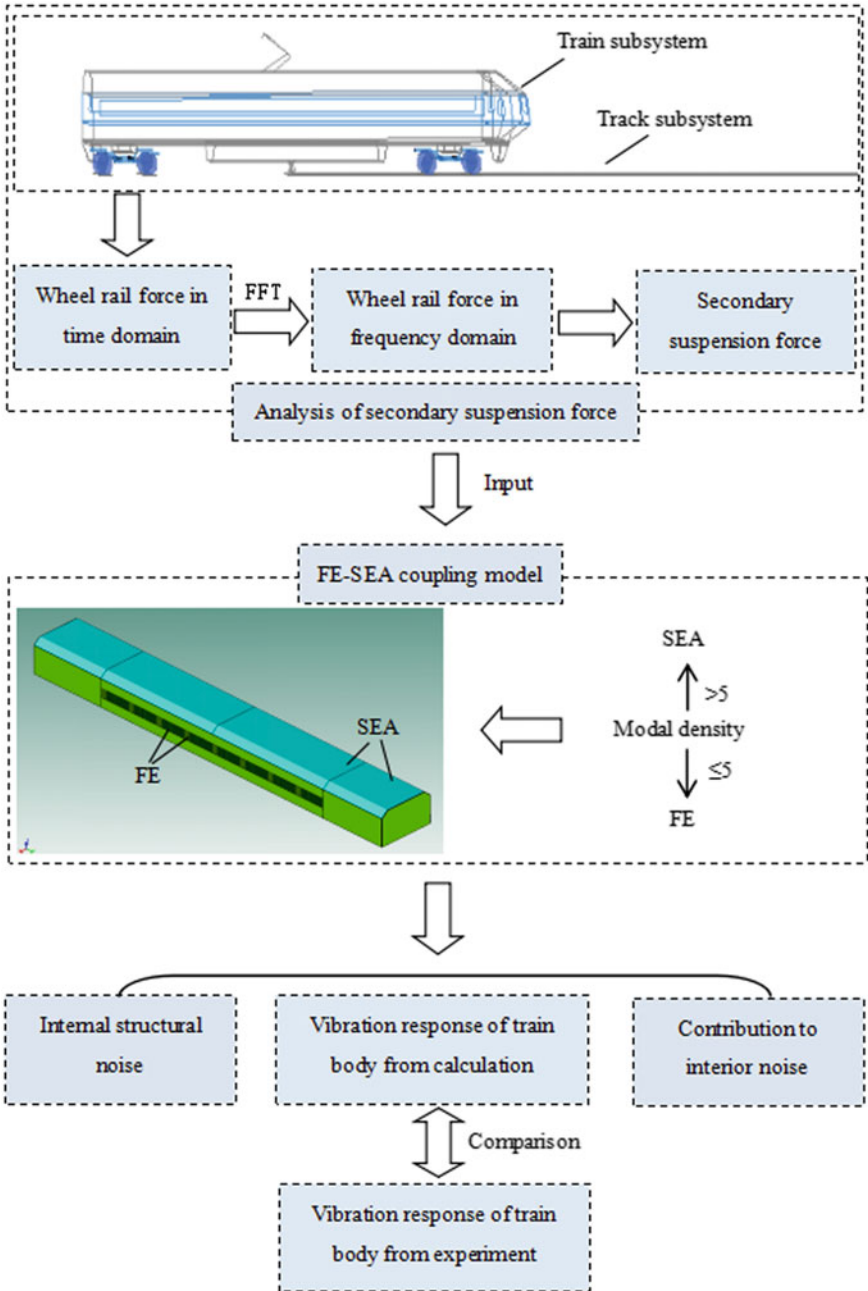 Train subsystem
Track subsystem
Wheel rail force in
time domain
FFT
Wheel rail force in
frequency domain
Secondary
suspension force
Analysis of secondary suspension force
Input
FE-SEA coupling model
FE
SEA
SEA
>5
Modal density
≤5
FE
Internal structural
noise
Vibration response of train
body from calculation
Contribution to
interior noise
Comparison
Vibration response of train
body from experiment